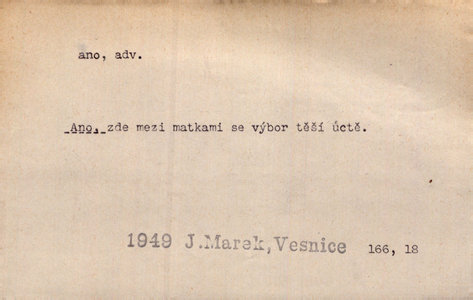 ano, adv.
Ano, zde mezi matkami se výbor těší úctě.
1949 J.Marek,Vesnice 166, 18